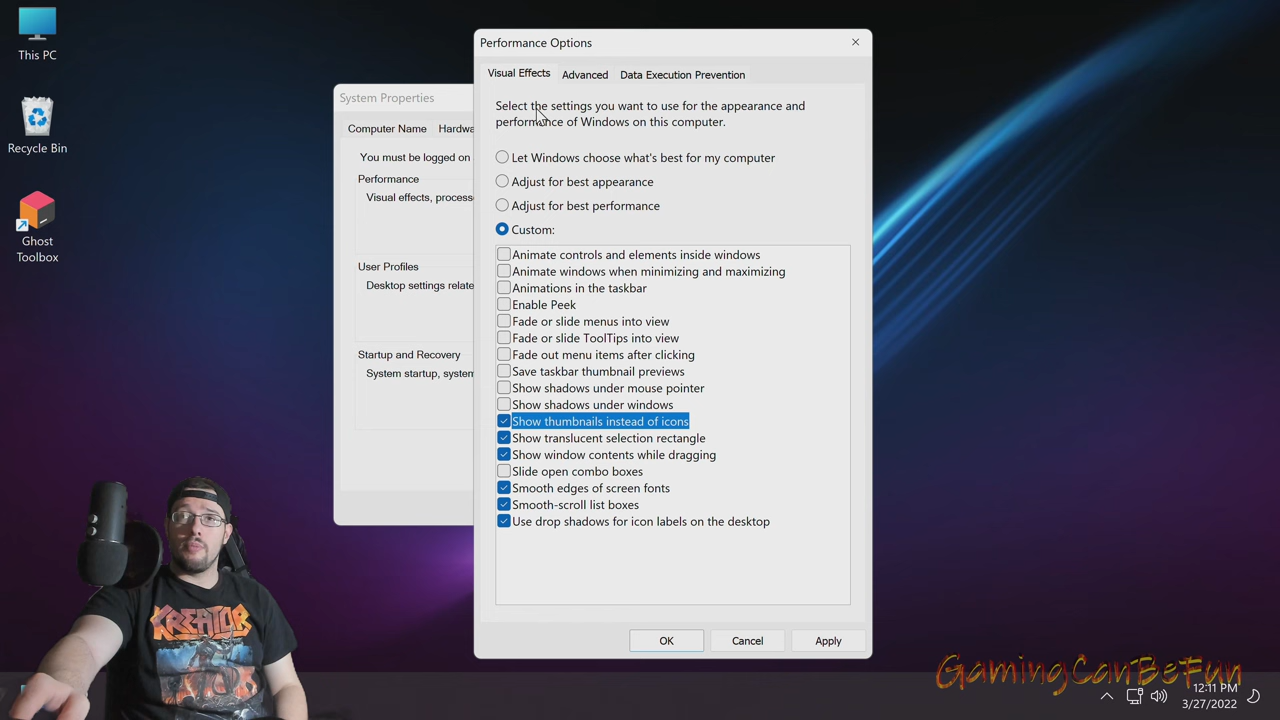 This PC
Recycle Bin
Ghost
Toolbox
System Properties
Computer Name Hardwa
You must be logged on
Performance
Visual effects, process
User Profiles
Desktop settings relate
Startup and Recovery
System startup, system
Performance Options
Visual Effects Advanced Data Execution Prevention
Select the settings you want to use for the appearance and
performance of Windows on this computer.
Let Windows choose what's best for my computer
Adjust for best appearance
Adjust for best performance
Custom:
Animate controls and elements inside windows
Animate windows when minimizing and maximizing
Animations in the taskbar
Enable Peek
Fade or slide menus into view
Fade or slide ToolTips into view
Fade out menu items after clicking
Save taskbar thumbnail previews
Show shadows under mouse pointer
Show shadows under windows
Show thumbnails instead of icons
Show translucent selection rectangle
Show window contents while dragging
Slide open combo boxes
Smooth edges of screen fonts
Smooth-scroll list boxes
Use drop shadows for icon labels on the desktop
OK Cancel Apply
KREATOR
GamingCanBeFun
12:11 PM
3/27/2022